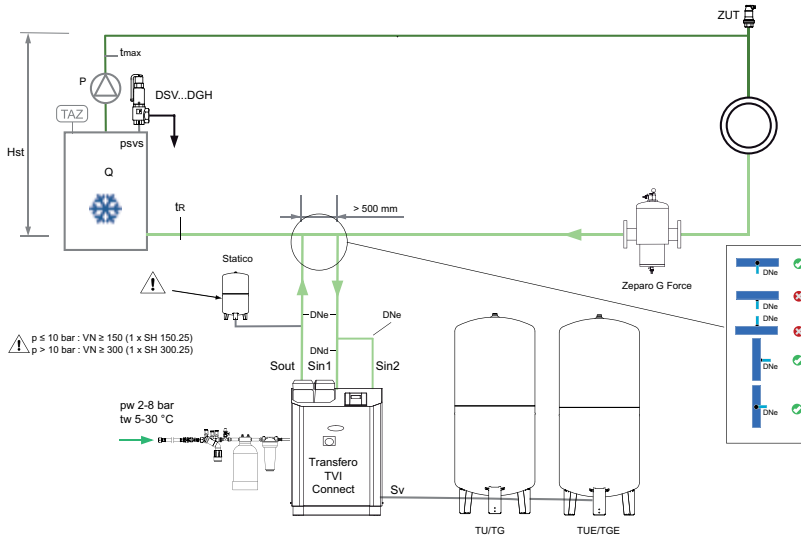 ZUT
tmax
P
DSV...DGH
TAZ
psvs
Hst
Q
tR
> 500 mm
Statico
Zeparo G Force
DNe
DNe
DNe
DNe
DNe
DNe
DNe
DNd
p ≤ 10 bar : VN ≥ 150 (1 x SH 150.25)
p > 10 bar : VN ≥ 300 (1 x SH 300.25)
Sout
Sin1
Sin2
pw 2-8 bar
tw 5-30 °C
Transfero
TVI
Connect
Sv
TU/TG
TUE/TGE